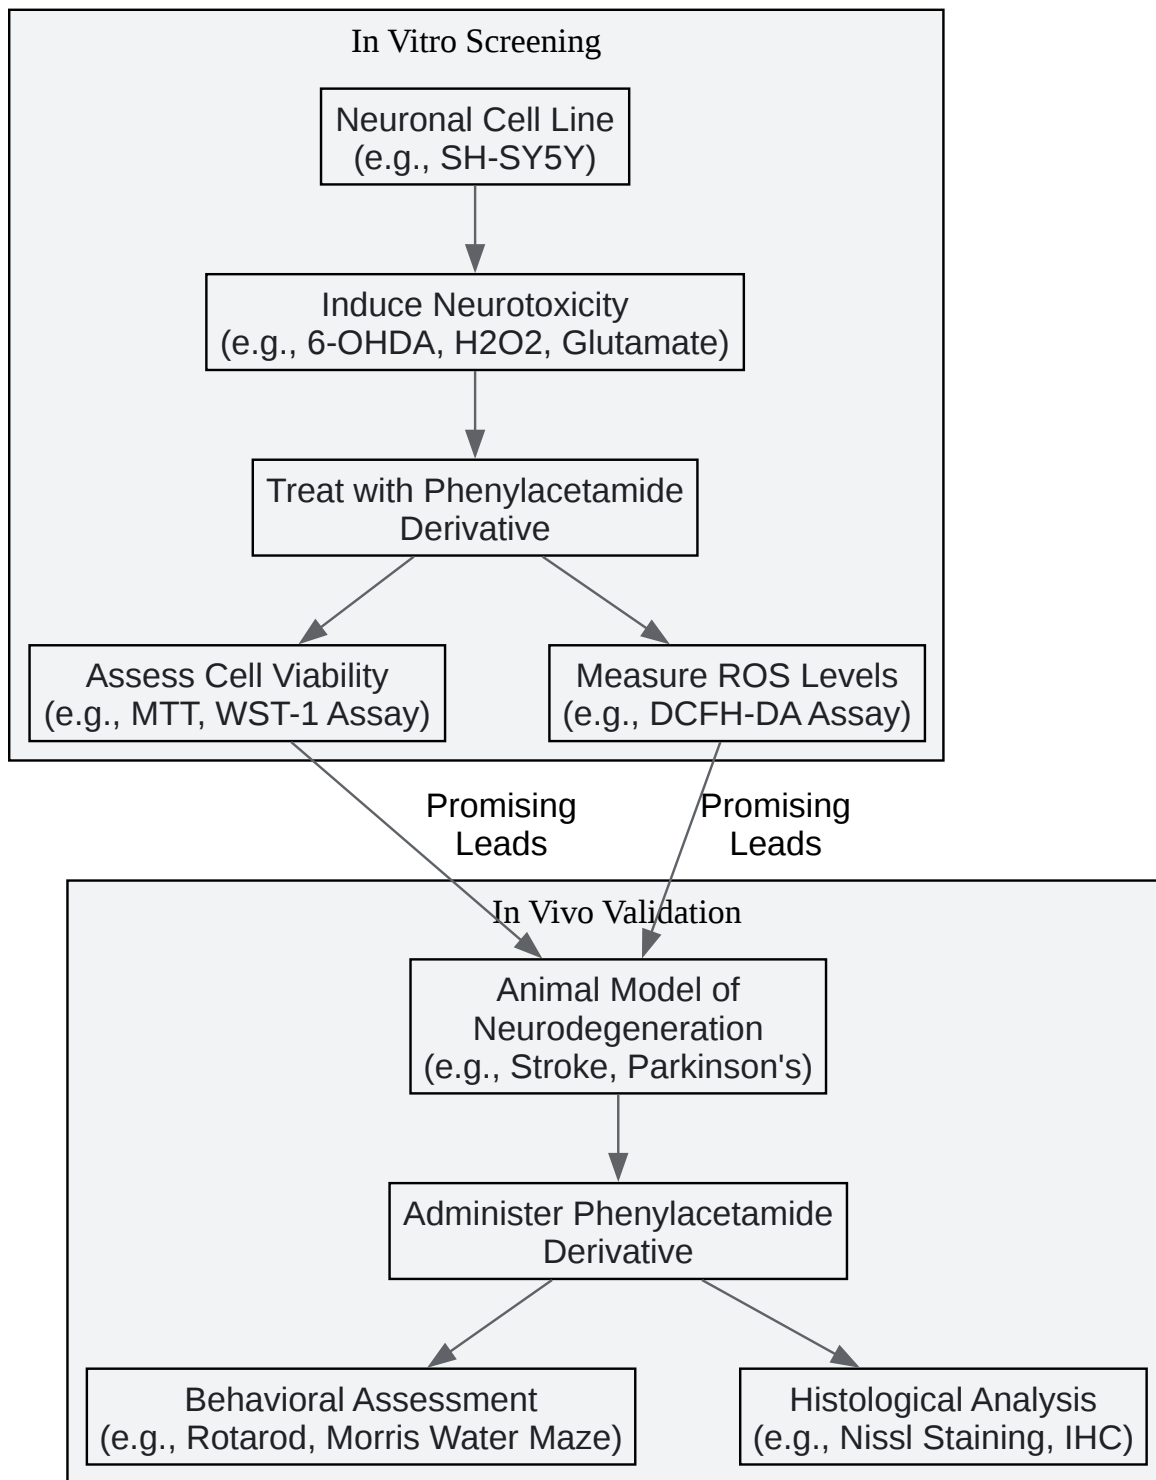 In Vitro Screening
Neuronal Cell Line
(e.g., SH-SY5Y)
Induce Neurotoxicity
(e.g., 6-OHDA, H2O2, Glutamate)
Treat with Phenylacetamide
Derivative
Assess Cell Viability
(e.g., MTT, WST-1 Assay)
Measure ROS Levels
(e.g., DCFH-DA Assay)
Promising
Leads
Promising
Leads
In Vivo Validation
Animal Model of
Neurodegeneration
(e.g., Stroke, Parkinson's)
Administer Phenylacetamide
Derivative
Behavioral Assessment
(e.g., Rotarod, Morris Water Maze)
Histological Analysis
(e.g., Nissl Staining, IHC)